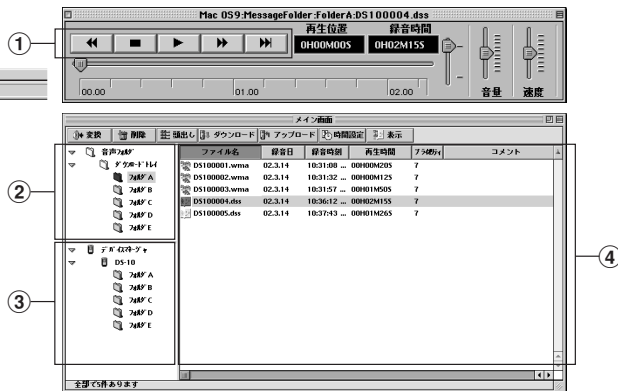 Mac OS9:MessageFolder:FolderA:DS100004.dss
①
再生位置 録音時間
0H00M00S 0H02M15S
00.00 01.00 02.00
音量 速度
メイン画面
変換 削除 頭出し ダウンロード アップロード 時間設定 表示
音声フォルダ
ダウンロードトレイ
フォルダ A
フォルダ B
フォルダ C
フォルダ D
フォルダ E
②
デバイスマネージャ
DS-10
フォルダ A
フォルダ B
フォルダ C
フォルダ D
フォルダ E
③
ファイル名 録音日 録音時刻 再生時間 プライオリティ コメント
DS100001.wma 02.3.14 10:31:08 ... 00H00M20S 7
DS100002.wma 02.3.14 10:31:32 ... 00H00M12S 7
DS100003.wma 02.3.14 10:31:57 ... 00H01M50S 7
DS100004.dss 02.3.14 10:36:12 ... 00H02M15S 7
DS100005.dss 02.3.14 10:37:43 ... 00H01M26S 7
④
全部で5件あります